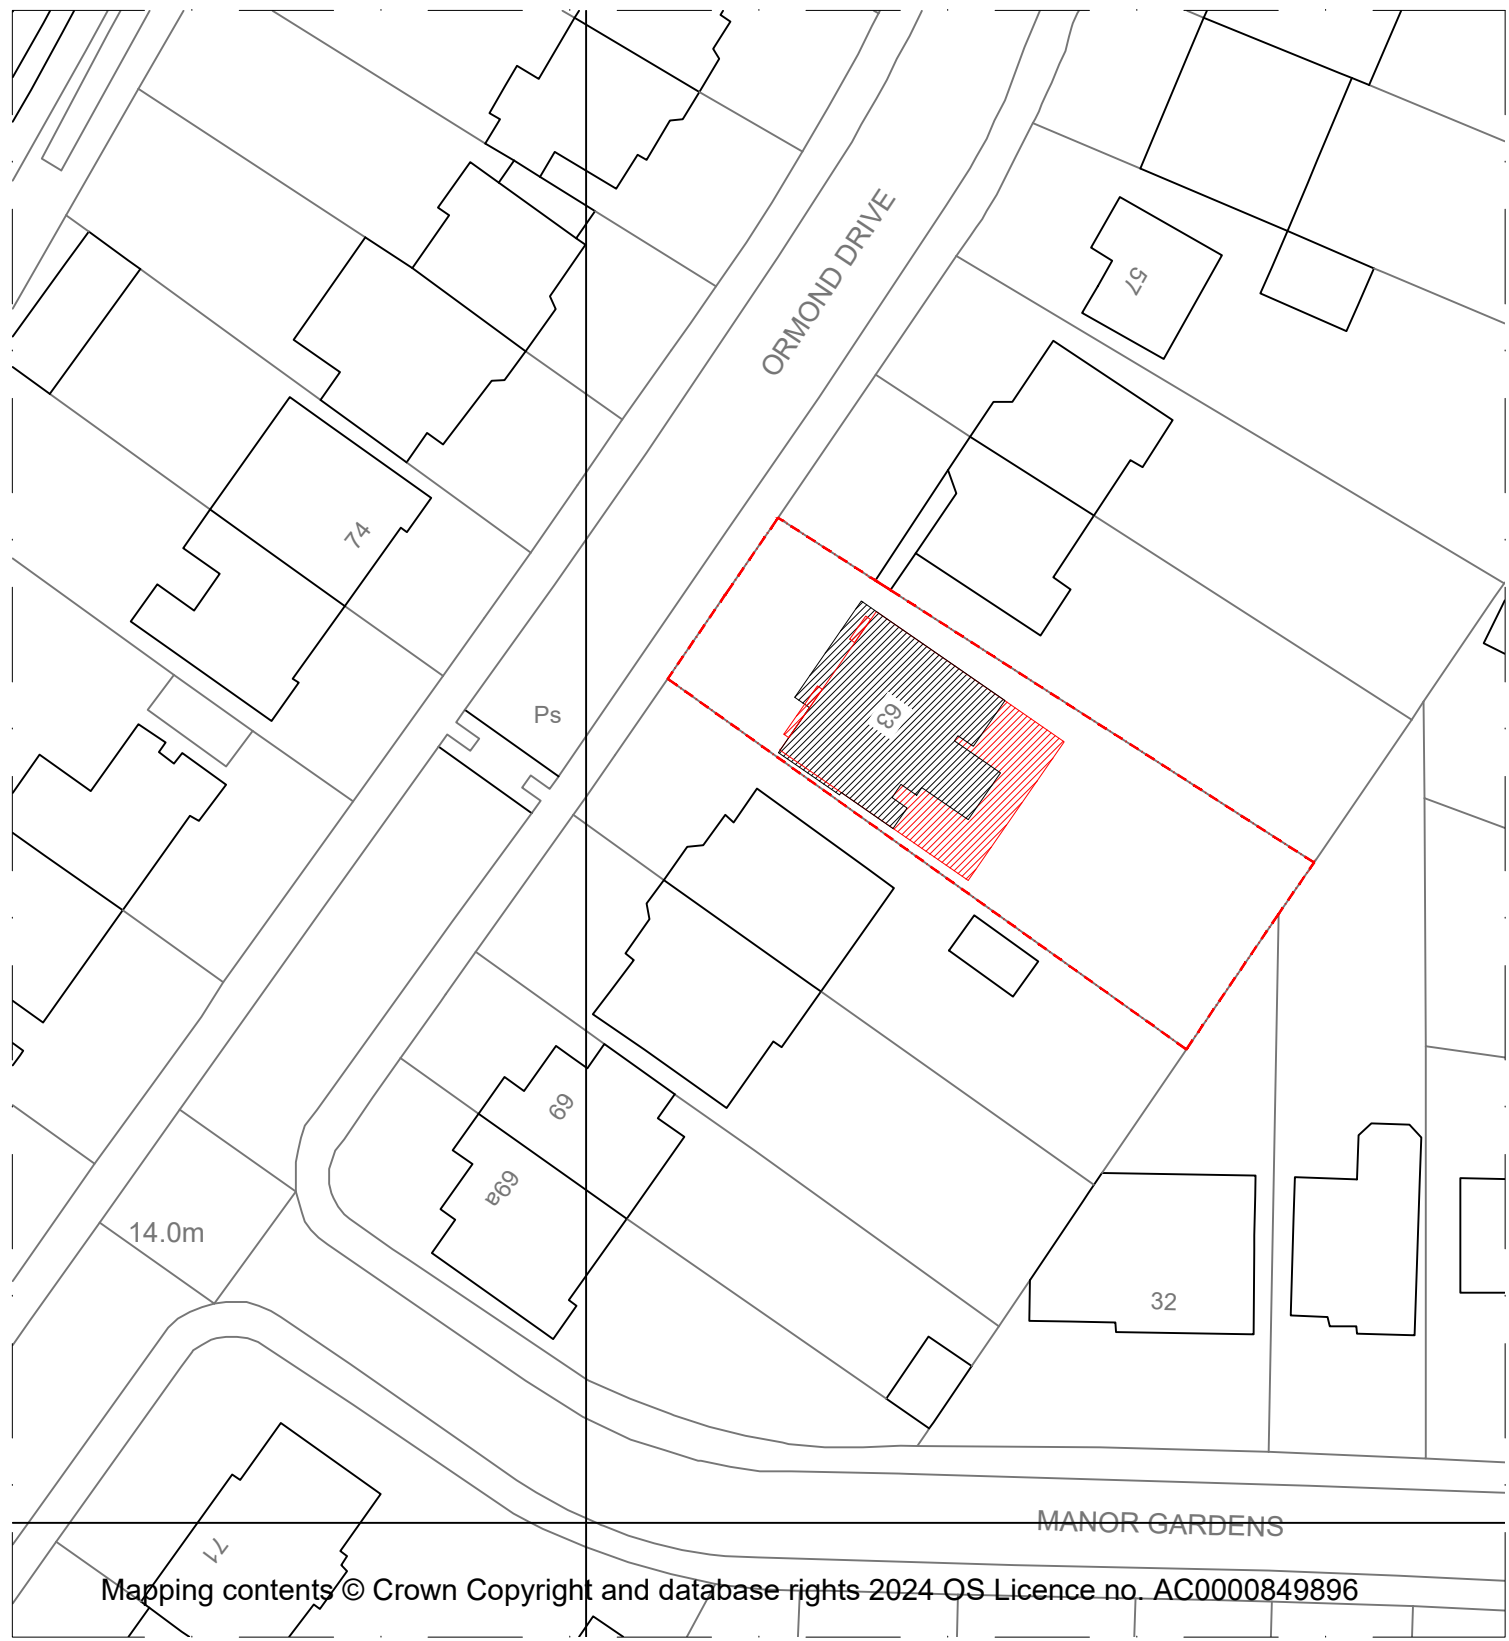 ORMOND DRIVE
57
74
Ps
63
69
69a
14.0m
32
MANOR GARDENS
71
Mapping contents © Crown Copyright and database rights 2024 OS Licence no. AC0000849896